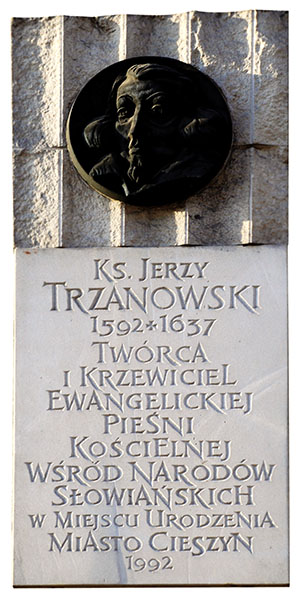 Ks. Jerzy
Trzanowski
1592*1637
Twórca
i Krzewiciel
Ewangelickiej
Pieśni
Kościelnej
Wśród Narodów
Słowiańskich
w Miejscu Urodzenia
Miasto Cieszyn
1992